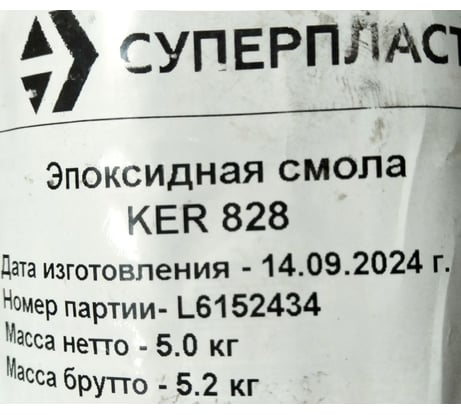 СУПЕРПЛАСТ
Эпоксидная смола
KER 828
Дата изготовления - 14.09.2024 г.
Номер партии- L6152434
Масса нетто - 5.0 кг
Масса брутто - 5.2 кг